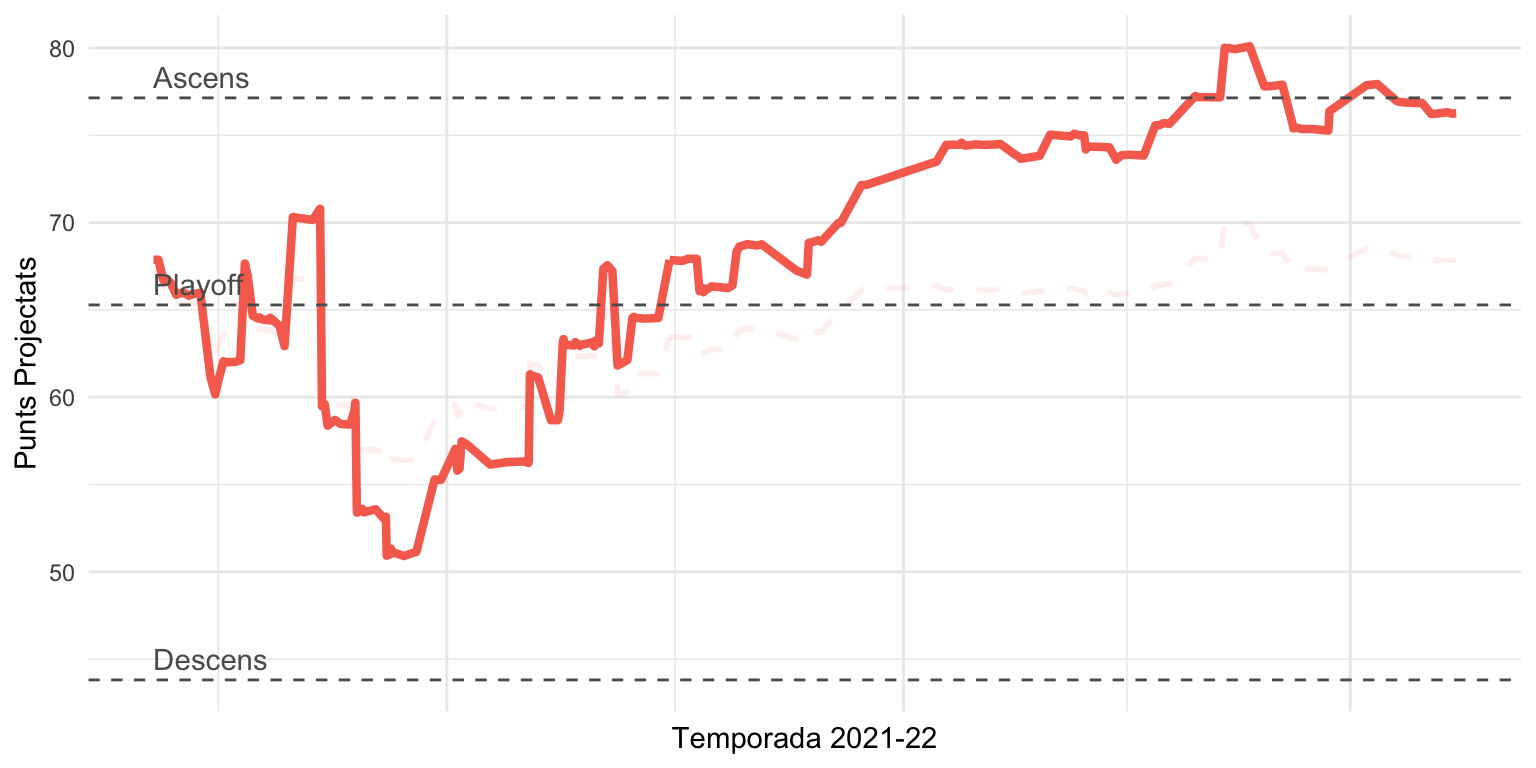 80
Ascens
70
Playoff
60
50
Descens
Punts Projectats
Temporada 2021-22